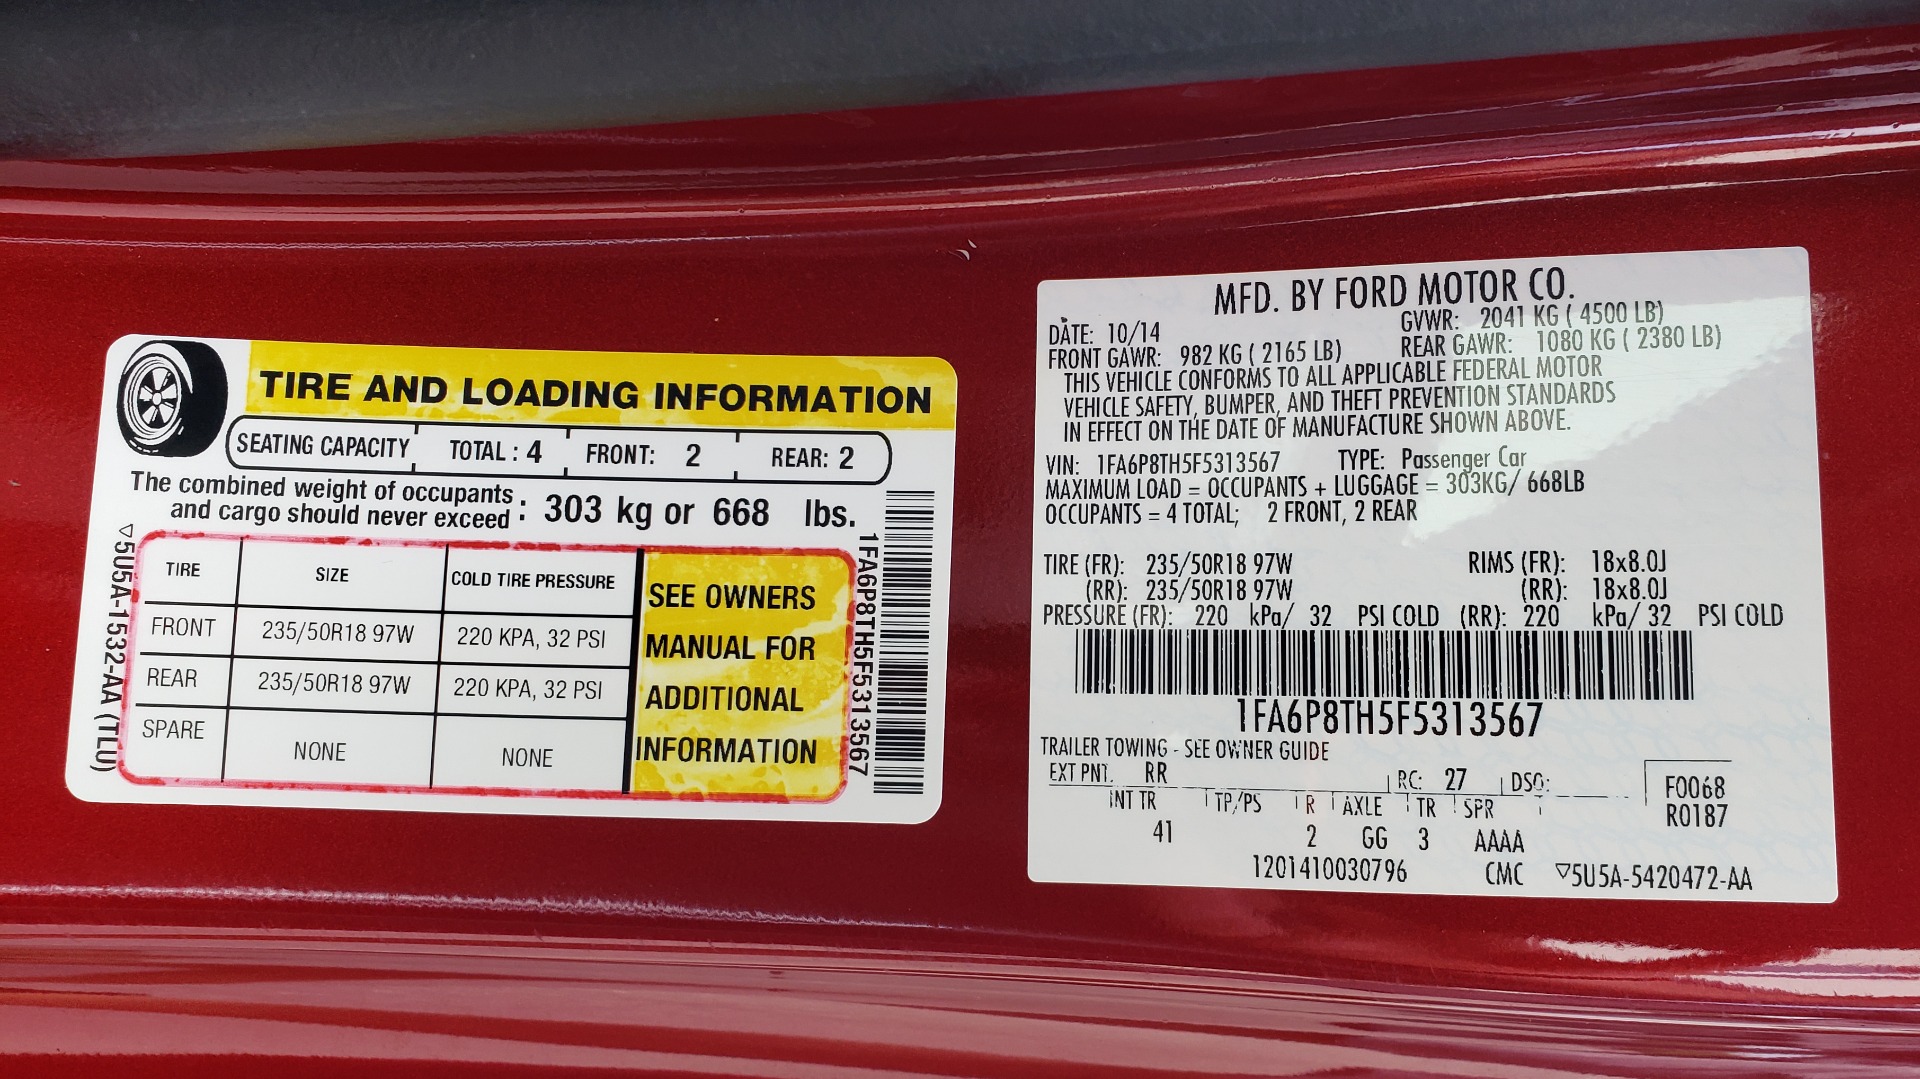 TIRE AND LOADING INFORMATION
SEATING CAPACITY TOTAL : 4 FRONT: 2 REAR: 2
The combined weight of occupants
and cargo should never exceed : 303 kg or 668 lbs.
TIRE SIZE COLD TIRE PRESSURE
FRONT 235/50R18 97W 220 KPA, 32 PSI
REAR 235/50R18 97W 220 KPA, 32 PSI
SPARE NONE NONE
SEE OWNERS
MANUAL FOR
ADDITIONAL
INFORMATION
▽5U5A-1532-AA (TLU)
1FA6P8TH5F5313567
MFD. BY FORD MOTOR CO.
DATE: 10/14 GVWR: 2041 KG ( 4500 LB)
FRONT GAWR: 982 KG ( 2165 LB) REAR GAWR: 1080 KG ( 2380 LB)
THIS VEHICLE CONFORMS TO ALL APPLICABLE FEDERAL MOTOR
VEHICLE SAFETY, BUMPER, AND THEFT PREVENTION STANDARDS
IN EFFECT ON THE DATE OF MANUFACTURE SHOWN ABOVE.
VIN: 1FA6P8TH5F5313567 TYPE: Passenger Car
MAXIMUM LOAD = OCCUPANTS + LUGGAGE = 303KG/ 668LB
OCCUPANTS = 4 TOTAL; 2 FRONT, 2 REAR
TIRE (FR): 235/50R18 97W RIMS (FR): 18x8.0J
(RR): 235/50R18 97W (RR): 18x8.0J
PRESSURE (FR): 220 kPa/ 32 PSI COLD (RR): 220 kPa/ 32 PSI COLD
1FA6P8TH5F5313567
TRAILER TOWING - SEE OWNER GUIDE
EXT PNT. RR RC: 27 DSO: F0068
INT TR TP/PS R AXLE TR SPR R0187
41 2 GG 3 AAAA
1201410030796 CMC ▽5U5A-5420472-AA